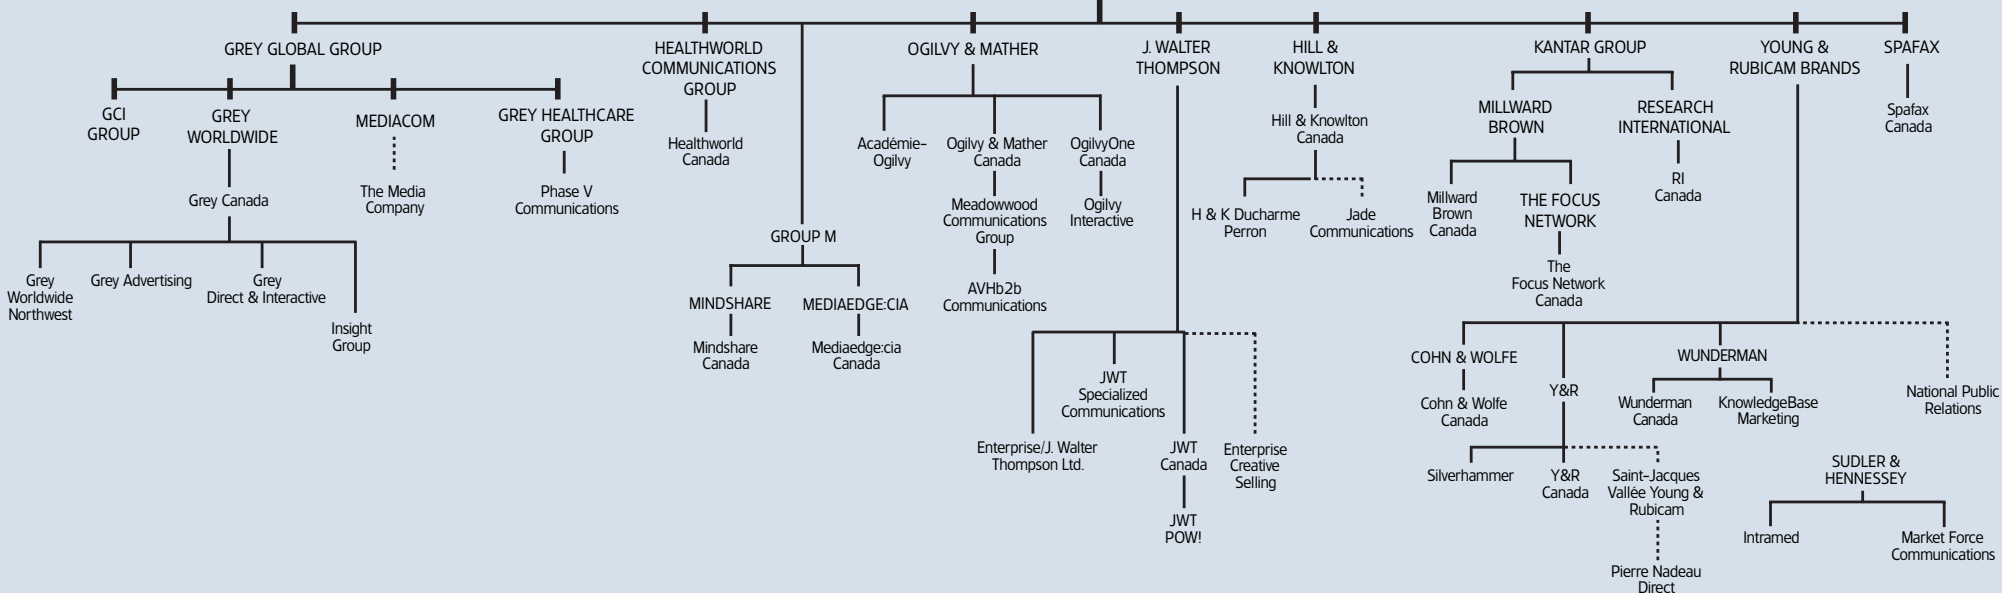 GREY GLOBAL GROUP
GCI
GROUP
GREY
WORLDWIDE
MEDIACOM
GREY HEALTHCARE
GROUP
Grey Canada
The Media
Company
Phase V
Communications
Grey
Worldwide
Northwest
Grey Advertising
Grey
Direct & Interactive
Insight
Group
HEALTHWORLD
COMMUNICATIONS
GROUP
Healthworld
Canada
GROUP M
MINDSHARE
MEDIAEDGE:CIA
Mindshare
Canada
Mediaedge:cia
Canada
OGILVY & MATHER
Académie-
Ogilvy
Ogilvy & Mather
Canada
OgilvyOne
Canada
Meadowwood
Communications
Group
Ogilvy
Interactive
AVHb2b
Communications
J. WALTER
THOMPSON
Enterprise/J. Walter
Thompson Ltd.
JWT
Specialized
Communications
JWT
Canada
JWT
POW!
Enterprise
Creative
Selling
HILL &
KNOWLTON
Hill & Knowlton
Canada
H & K Ducharme
Perron
Jade
Communications
KANTAR GROUP
MILLWARD
BROWN
RESEARCH
INTERNATIONAL
Millward
Brown
Canada
THE FOCUS
NETWORK
RI
Canada
The
Focus Network
Canada
YOUNG &
RUBICAM BRANDS
COHN & WOLFE
Cohn & Wolfe
Canada
Y&R
Silverhammer
Y&R
Canada
Saint-Jacques
Vallée Young &
Rubicam
Pierre Nadeau
Direct
WUNDERMAN
Wunderman
Canada
KnowledgeBase
Marketing
National Public
Relations
SUDLER &
HENNESSEY
Intramed
Market Force
Communications
SPAFAX
Spafax
Canada